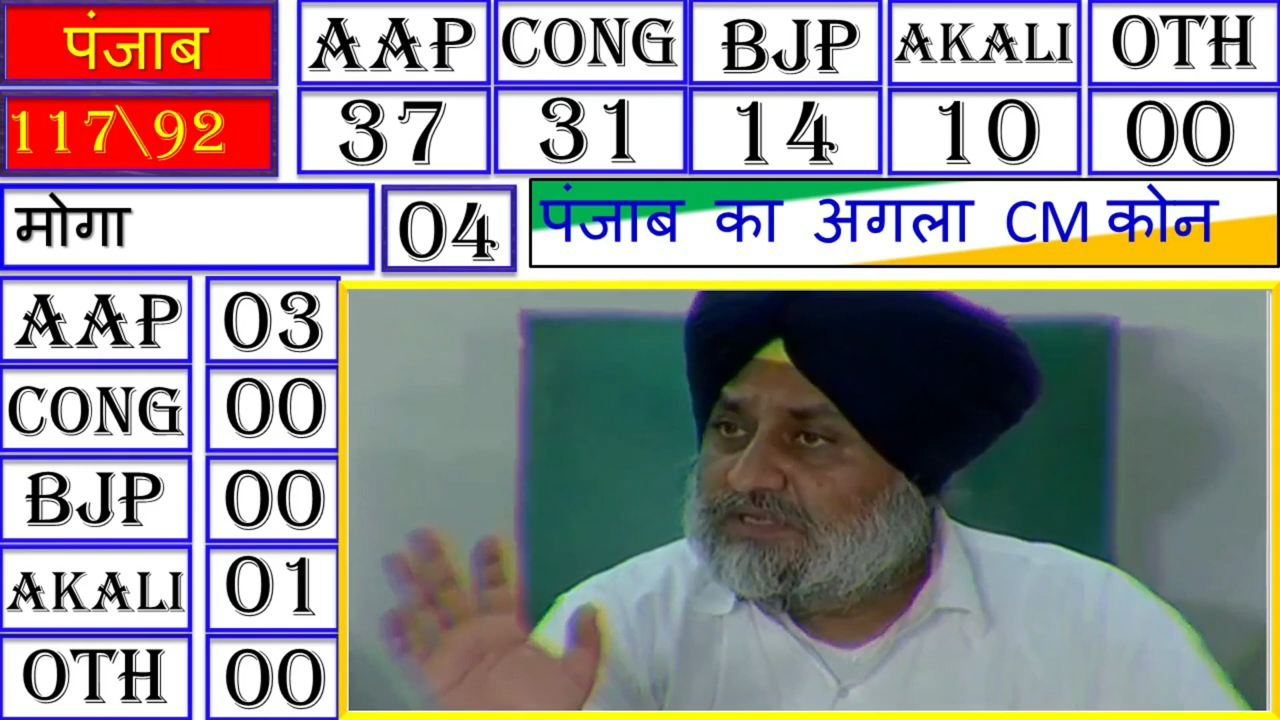 पंजाब AAP CONG BJP AKALI OTH
117\92 37 31 14 10 00
मोगा 04 पंजाब का अगला CM कोन
AAP 03
CONG 00
BJP 00
AKALI 01
OTH 00